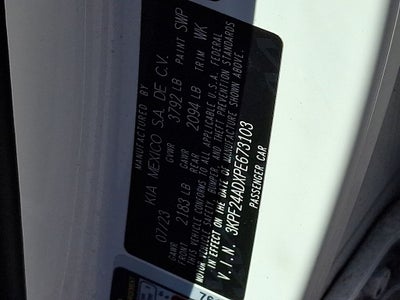 MANUFACTURED BY
KIA MEXICO S.A. DE C.V.
07/23 GVWR 3792 LB PAINT SWP
GAWR FRONT 2183 LB GAWR REAR 2094 LB TRIM WK
THIS VEHICLE CONFORMS TO ALL APPLICABLE U.S.A. FEDERAL
MOTOR VEHICLE SAFETY, BUMPER, AND THEFT PREVENTION STANDARDS
IN EFFECT ON THE DATE OF MANUFACTURE SHOWN ABOVE.
V.I.N. 3KPF24ADXPE673103
PASSENGER CAR